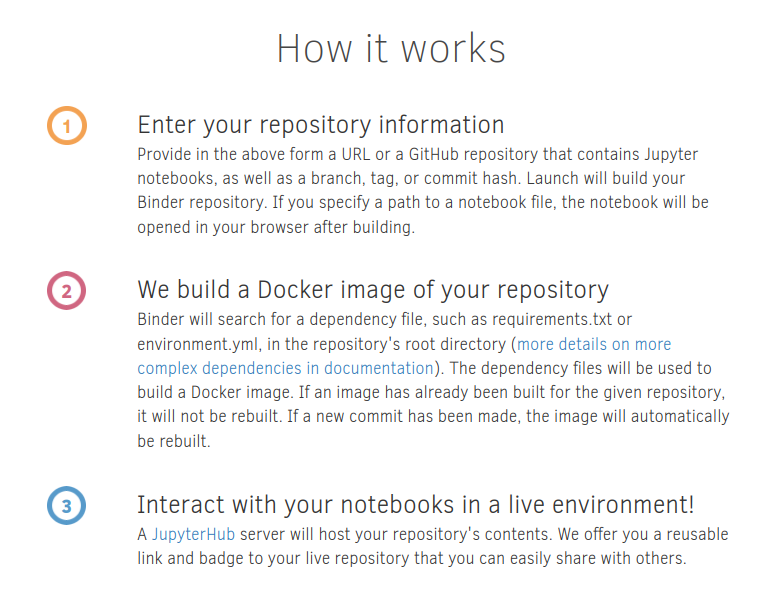 How it works
1
Enter your repository information
Provide in the above form a URL or a GitHub repository that contains Jupyter
notebooks, as well as a branch, tag, or commit hash. Launch will build your
Binder repository. If you specify a path to a notebook file, the notebook will be
opened in your browser after building.
2
We build a Docker image of your repository
Binder will search for a dependency file, such as requirements.txt or
environment.yml, in the repository's root directory (more details on more
complex dependencies in documentation). The dependency files will be used to
build a Docker image. If an image has already been built for the given repository,
it will not be rebuilt. If a new commit has been made, the image will automatically
be rebuilt.
3
Interact with your notebooks in a live environment!
A JupyterHub server will host your repository's contents. We offer you a reusable
link and badge to your live repository that you can easily share with others.